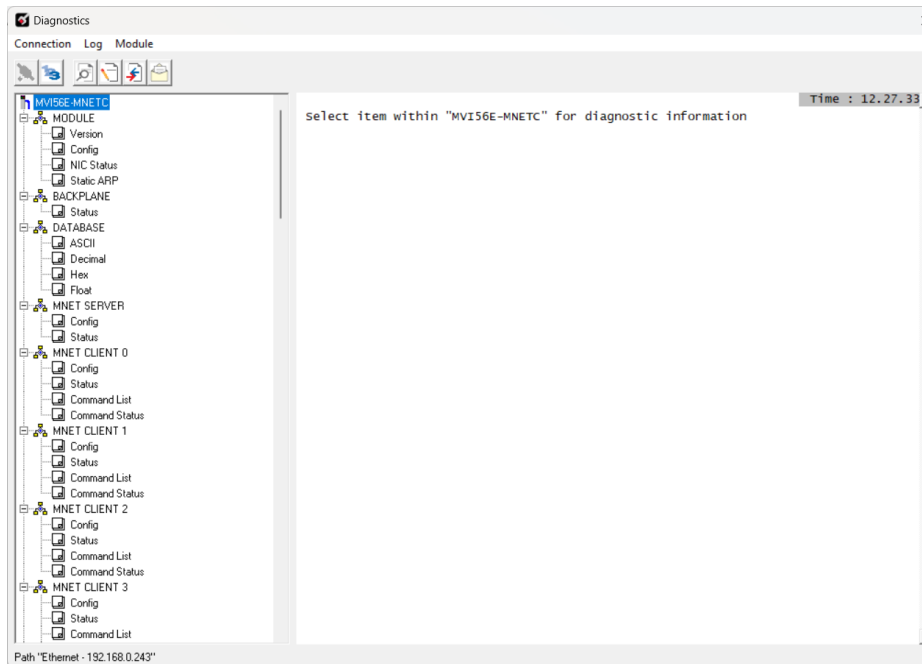 Diagnostics
Connection Log Module
Time : 12.27.33
MVI56E-MNETC
Select item within "MVI56E-MNETC" for diagnostic information
MODULE
Version
Config
NIC Status
Static ARP
BACKPLANE
Status
DATABASE
ASCII
Decimal
Hex
Float
MNET SERVER
Config
Status
MNET CLIENT 0
Config
Status
Command List
Command Status
MNET CLIENT 1
Config
Status
Command List
Command Status
MNET CLIENT 2
Config
Status
Command List
Command Status
MNET CLIENT 3
Config
Status
Command List
Path "Ethernet - 192.168.0.243"